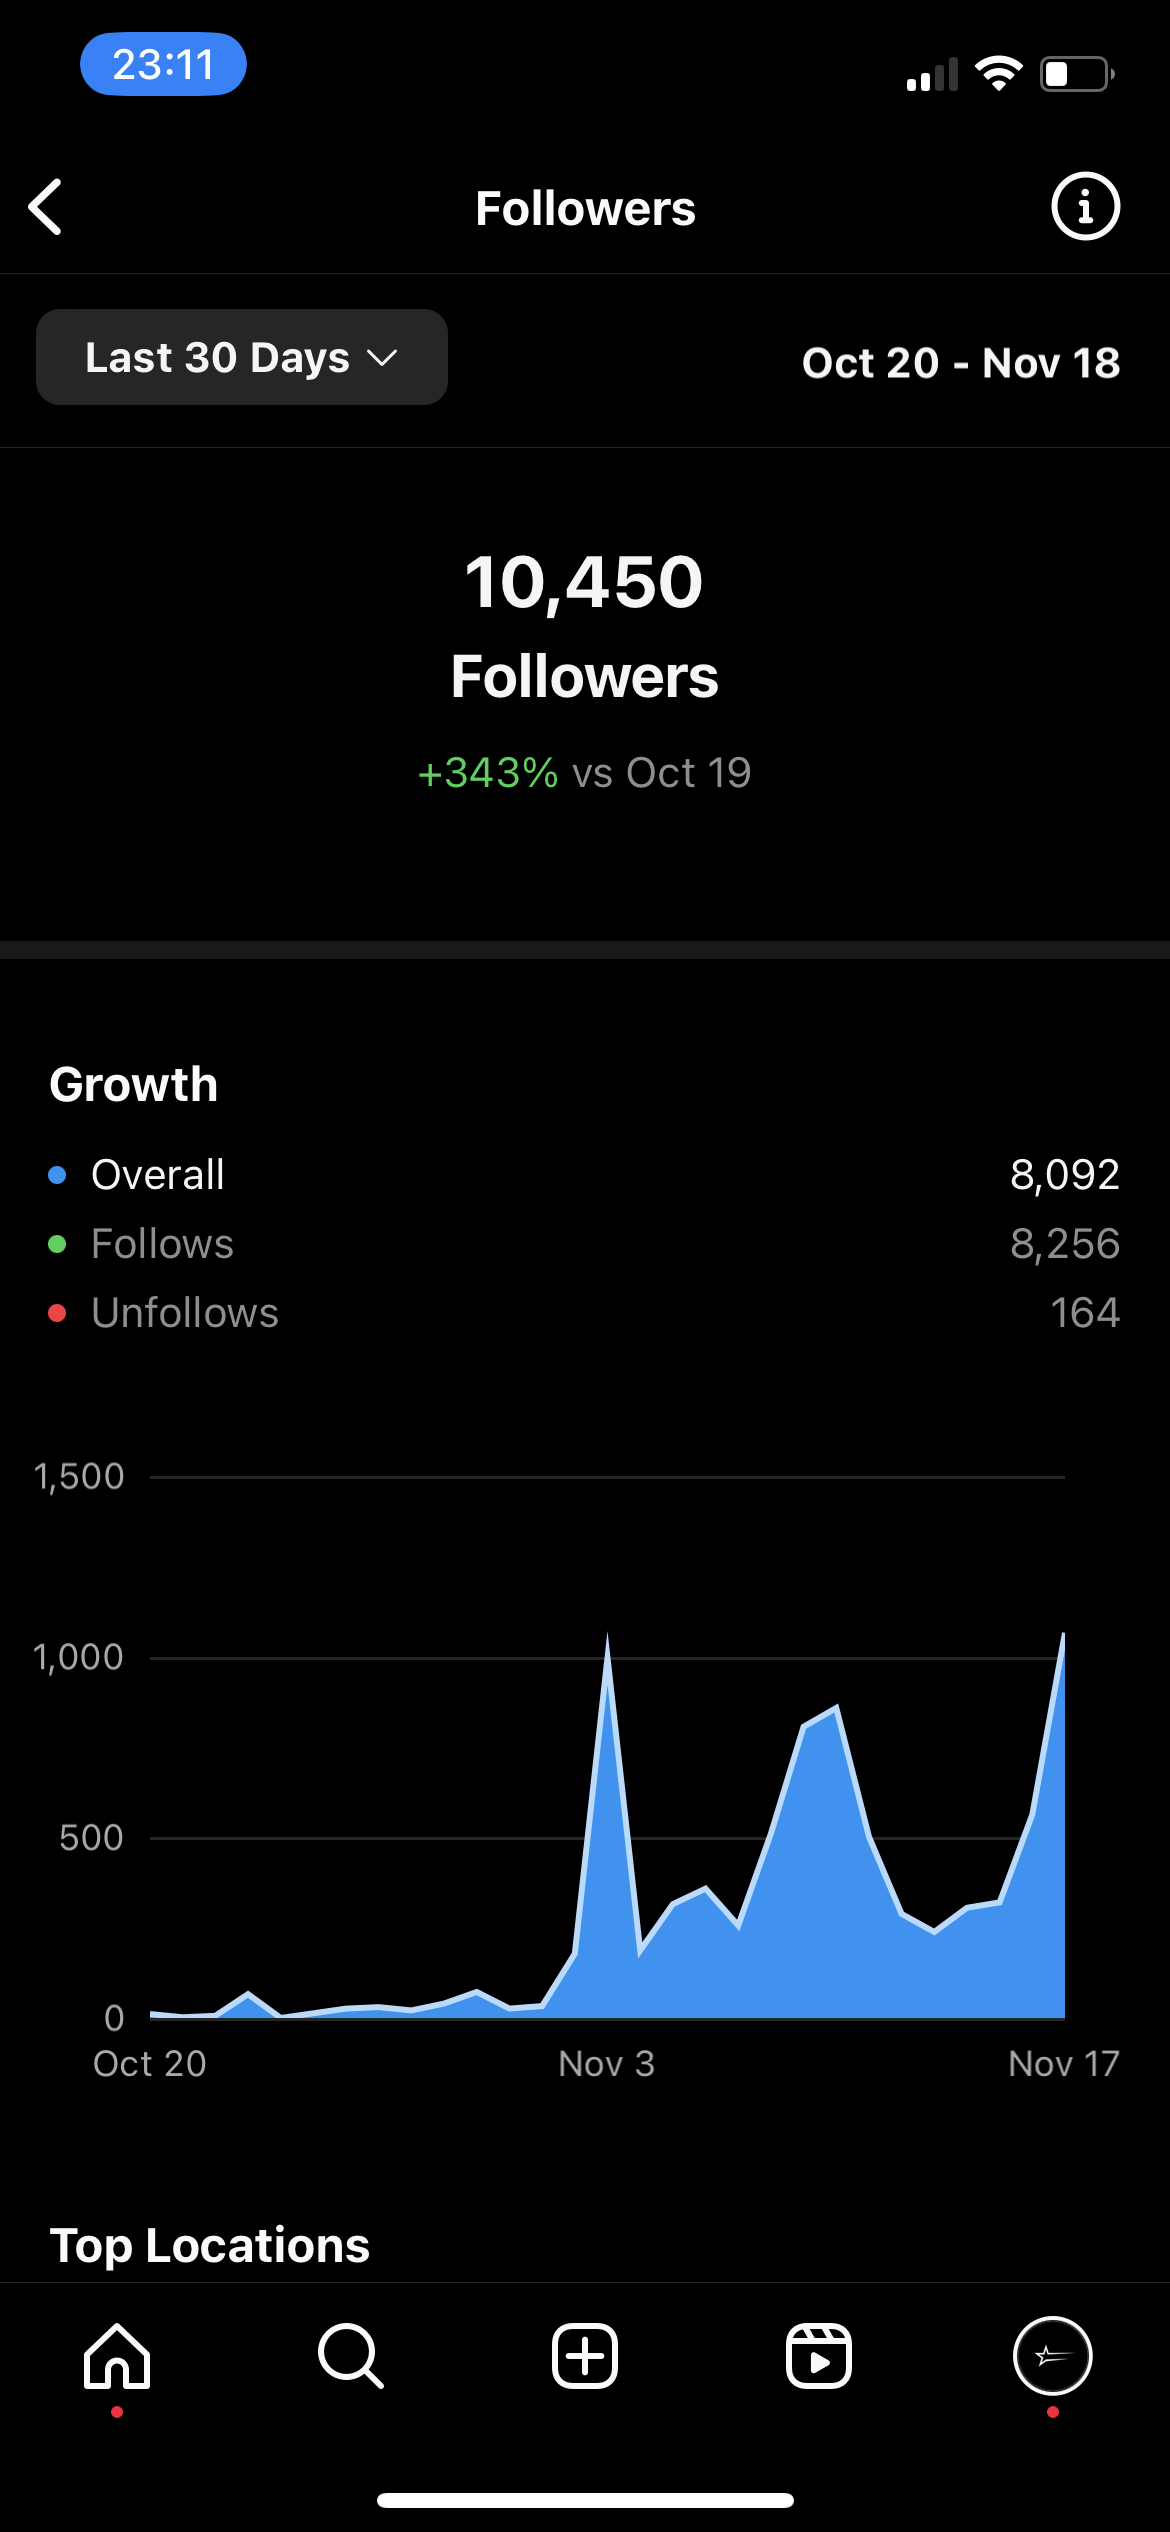 23:11
Followers
Last 30 Days
Oct 20 - Nov 18
10,450
Followers
+343% vs Oct 19
Growth
Overall 8,092
Follows 8,256
Unfollows 164
1,500
1,000
500
0
Oct 20 Nov 3 Nov 17
Top Locations